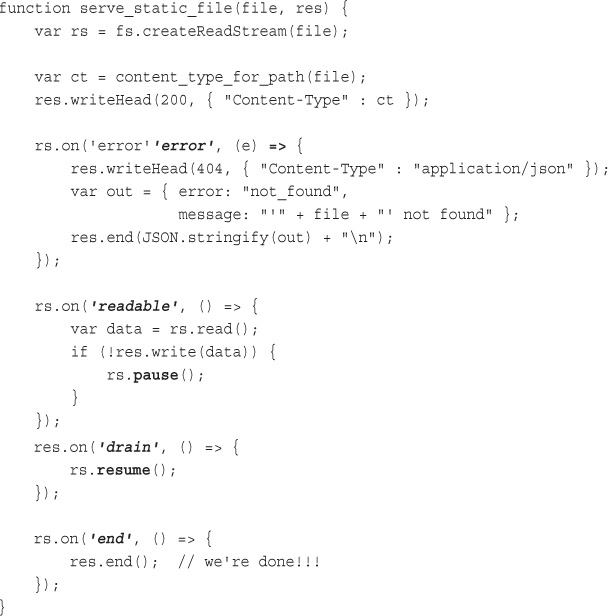 function serve_static_file(file, res) {
    var rs = fs.createReadStream(file);

    var ct = content_type_for_path(file);
    res.writeHead(200, { "Content-Type" : ct });

    rs.on('error''error', (e) => {
        res.writeHead(404, { "Content-Type" : "application/json" });
        var out = { error: "not_found",
                    message: "'" + file + "' not found" };
        res.end(JSON.stringify(out) + "\n");
    });

    rs.on('readable', () => {
        var data = rs.read();
        if (!res.write(data)) {
            rs.pause();
        }
    });
    res.on('drain', () => {
        rs.resume();
    });

    rs.on('end', () => {
        res.end();  // we're done!!!
    });
}